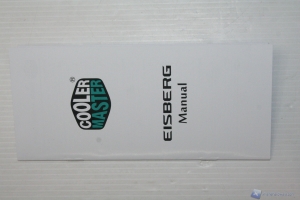 COOLER
MASTER
®
EISBERG
Manual